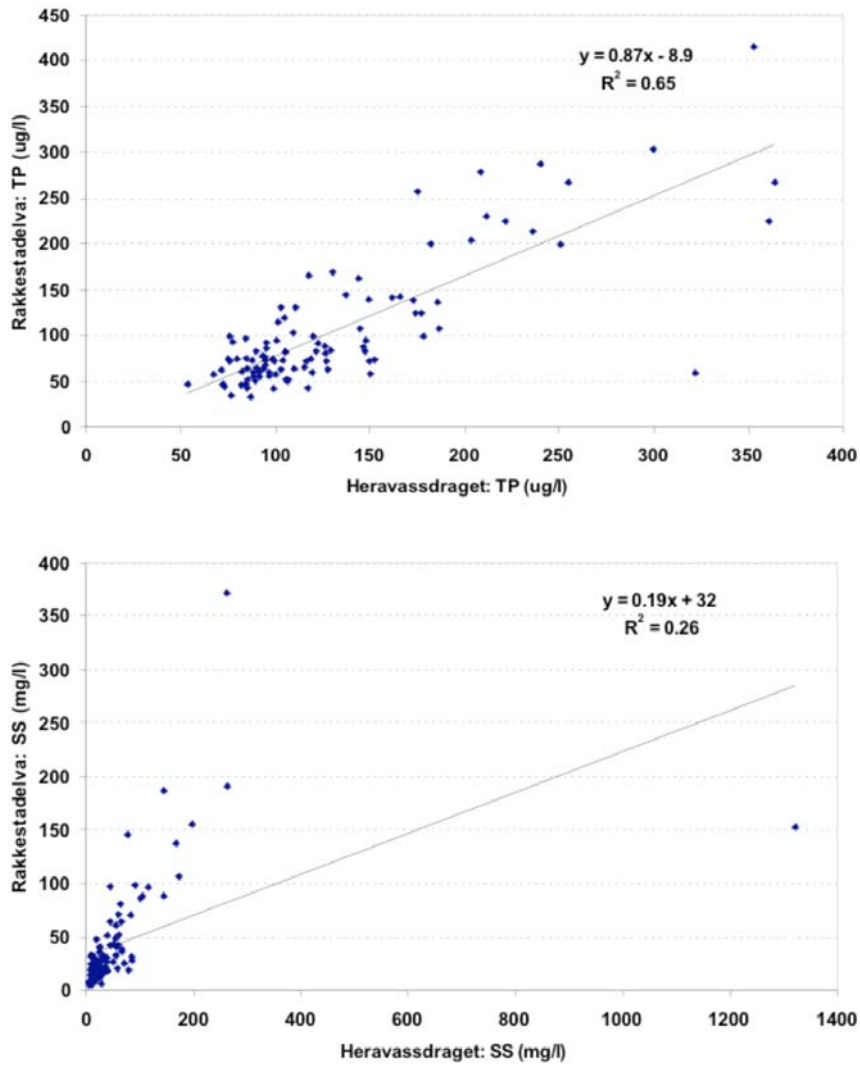 450
400
350
300
250
200
150
100
50
0
Rakkestadelva: TP (ug/l)
y = 0.87x - 8.9
R² = 0.65
0 50 100 150 200 250 300 350 400
Heravassdraget: TP (ug/l)
400
350
300
250
200
150
100
50
0
Rakkestadelva: SS (mg/l)
y = 0.19x + 32
R² = 0.26
0 200 400 600 800 1000 1200 1400
Heravassdraget: SS (mg/l)